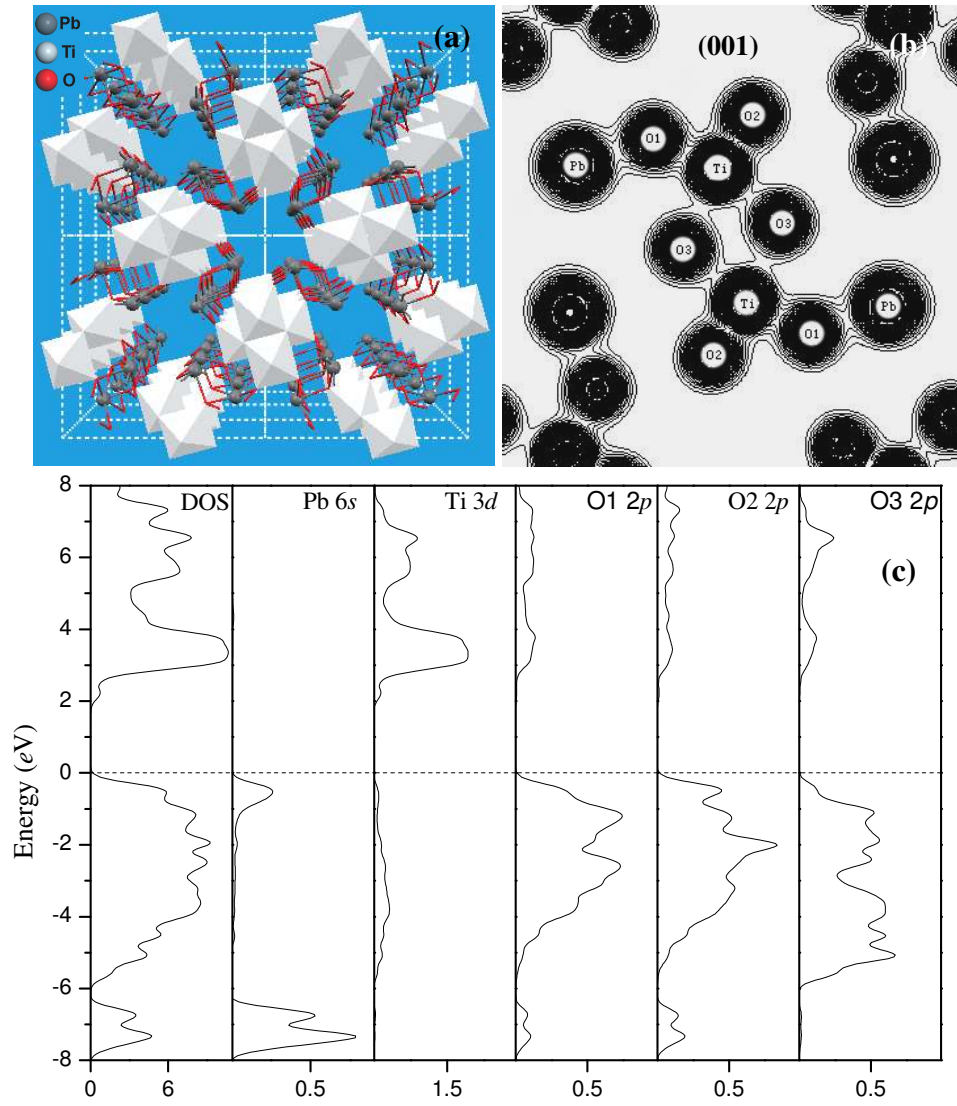 Pb
Ti
O
(a)
(001)
(b)
O2
O1
Pb
Ti
O3
O3
Ti
Pb
O1
O2
8
6
4
2
0
-2
-4
-6
-8
Energy (eV)
DOS
Pb 6s
Ti 3d
O1 2p
O2 2p
O3 2p
(c)
0 6 0.5 1.5 0.5 0.5 0.5